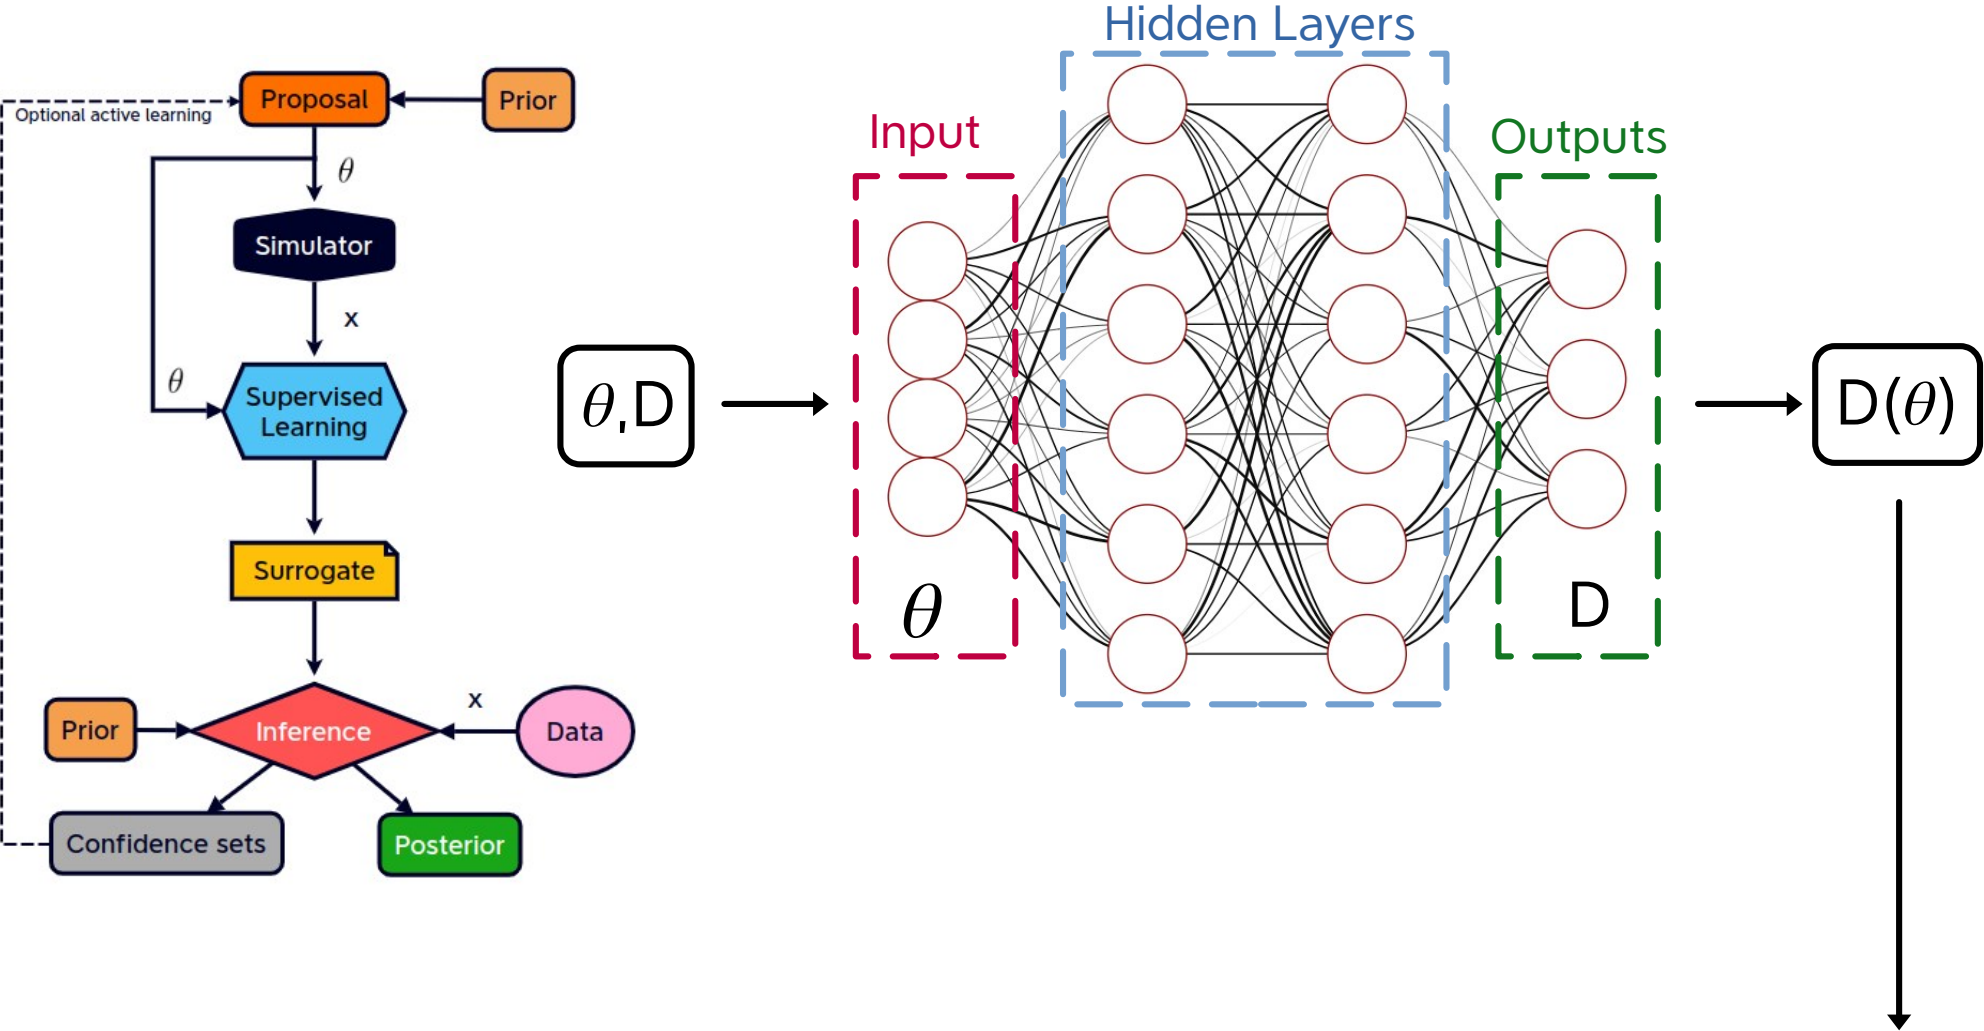 Proposal
Prior
Optional active learning
θ
Simulator
x
θ
Supervised
Learning
Surrogate
Prior
Inference
x
Data
Confidence sets
Posterior
θ,D
Input
θ
Hidden Layers
Outputs
D
D(θ)